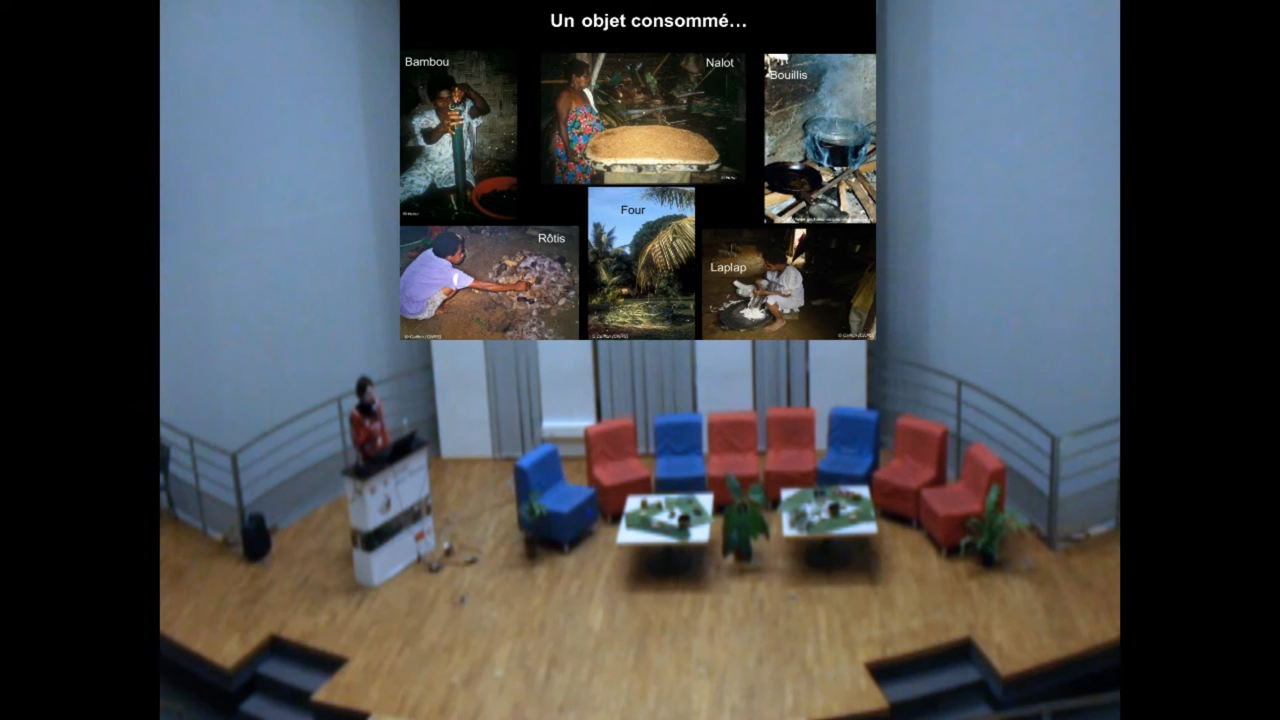 Un objet consommé...
Bambou
Nalot
Bouillis
Four
Rôtis
Laplap